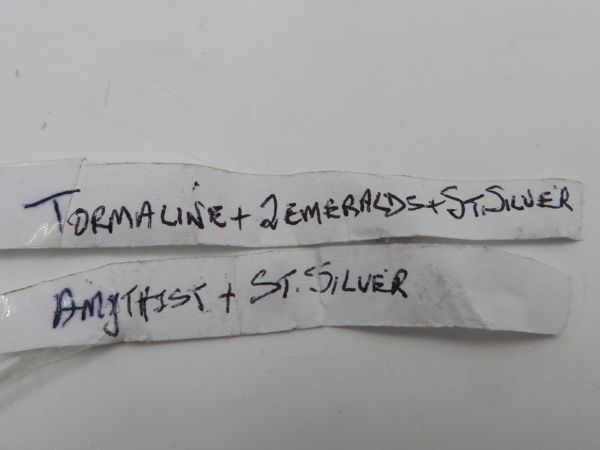 TORMALINE + 2 EMERALDS + ST. SILVER
AMYTHIST + ST. SILVER